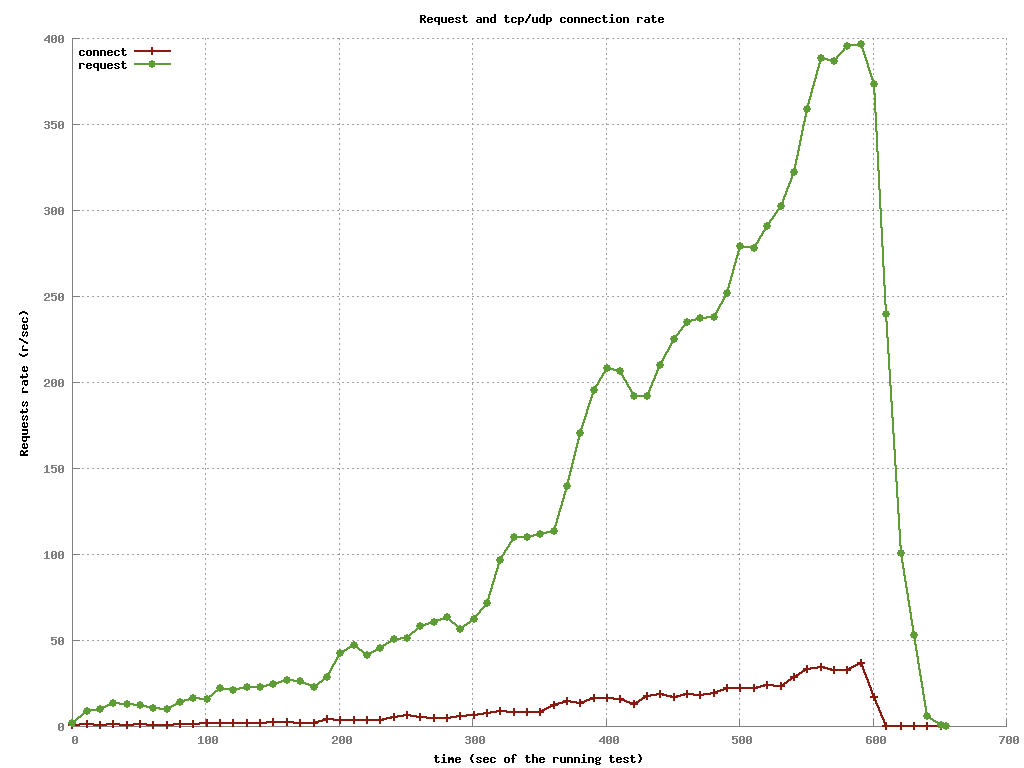 Request and tcp/udp connection rate
connect
request
400
350
300
250
200
150
100
50
0
Requests rate (r/sec)
0 100 200 300 400 500 600 700
time (sec of the running test)